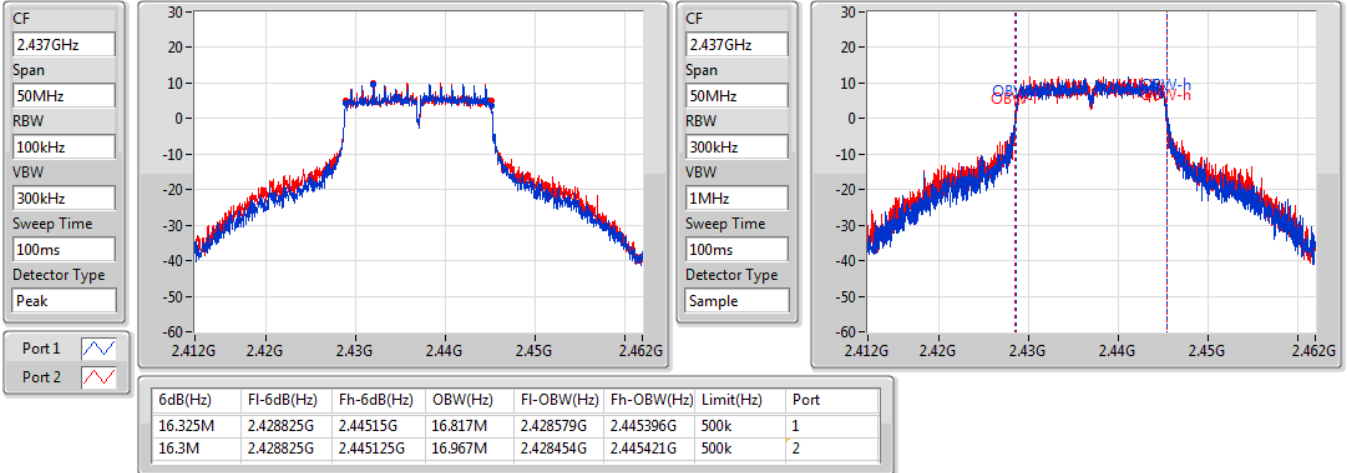 CF
2.437GHz
Span
50MHz
RBW
100kHz
VBW
300kHz
Sweep Time
100ms
Detector Type
Peak
Port 1
Port 2
30
20
10
0
-10
-20
-30
-40
-50
-60
2.412G 2.42G 2.43G 2.44G 2.45G 2.462G
CF
2.437GHz
Span
50MHz
RBW
300kHz
VBW
1MHz
Sweep Time
100ms
Detector Type
Sample
30
20
10
0
-10
-20
-30
-40
-50
-60
2.412G 2.42G 2.43G 2.44G 2.45G 2.462G
6dB(Hz) Fl-6dB(Hz) Fh-6dB(Hz) OBW(Hz) Fl-OBW(Hz) Fh-OBW(Hz) Limit(Hz) Port
16.325M 2.428825G 2.44515G 16.817M 2.428579G 2.445396G 500k 1
16.3M 2.428825G 2.445125G 16.967M 2.428454G 2.445421G 500k 2